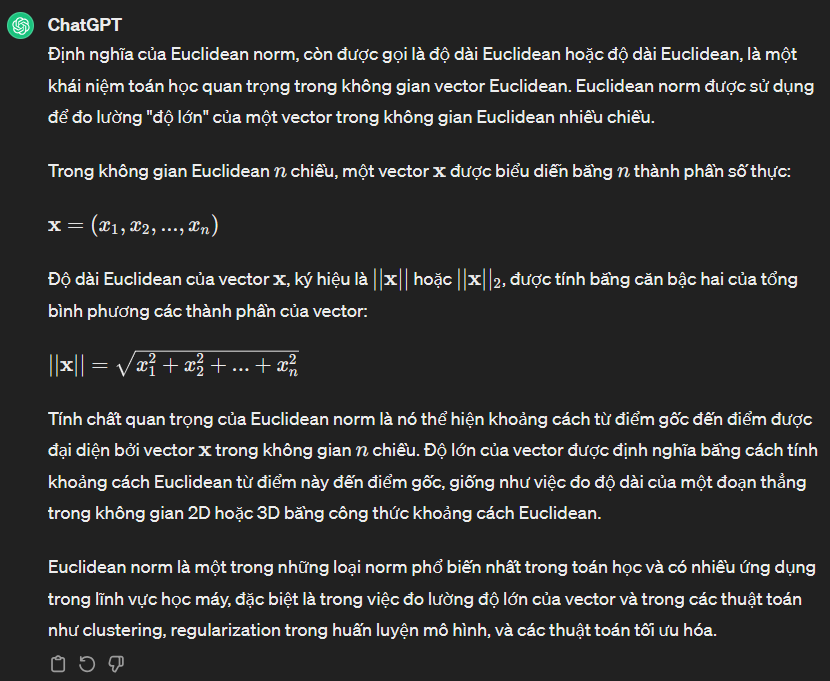 ChatGPT
Định nghĩa của Euclidean norm, còn được gọi là độ dài Euclidean hoặc độ dài Euclidean, là một
khái niệm toán học quan trọng trong không gian vector Euclidean. Euclidean norm được sử dụng
để đo lường "độ lớn" của một vector trong không gian Euclidean nhiều chiều.
Trong không gian Euclidean n chiều, một vector x được biểu diễn bằng n thành phần số thực:
x = (x₁, x₂, ..., xₙ)
Độ dài Euclidean của vector x, ký hiệu là ||x|| hoặc ||x||₂, được tính bằng căn bậc hai của tổng
bình phương các thành phần của vector:
||x|| = √(x₁² + x₂² + ... + xₙ²)
Tính chất quan trọng của Euclidean norm là nó thể hiện khoảng cách từ điểm gốc đến điểm được
đại diện bởi vector x trong không gian n chiều. Độ lớn của vector được định nghĩa bằng cách tính
khoảng cách Euclidean từ điểm này đến điểm gốc, giống như việc đo độ dài của một đoạn thẳng
trong không gian 2D hoặc 3D bằng công thức khoảng cách Euclidean.
Euclidean norm là một trong những loại norm phổ biến nhất trong toán học và có nhiều ứng dụng
trong lĩnh vực học máy, đặc biệt là trong việc đo lường độ lớn của vector và trong các thuật toán
như clustering, regularization trong huấn luyện mô hình, và các thuật toán tối ưu hóa.